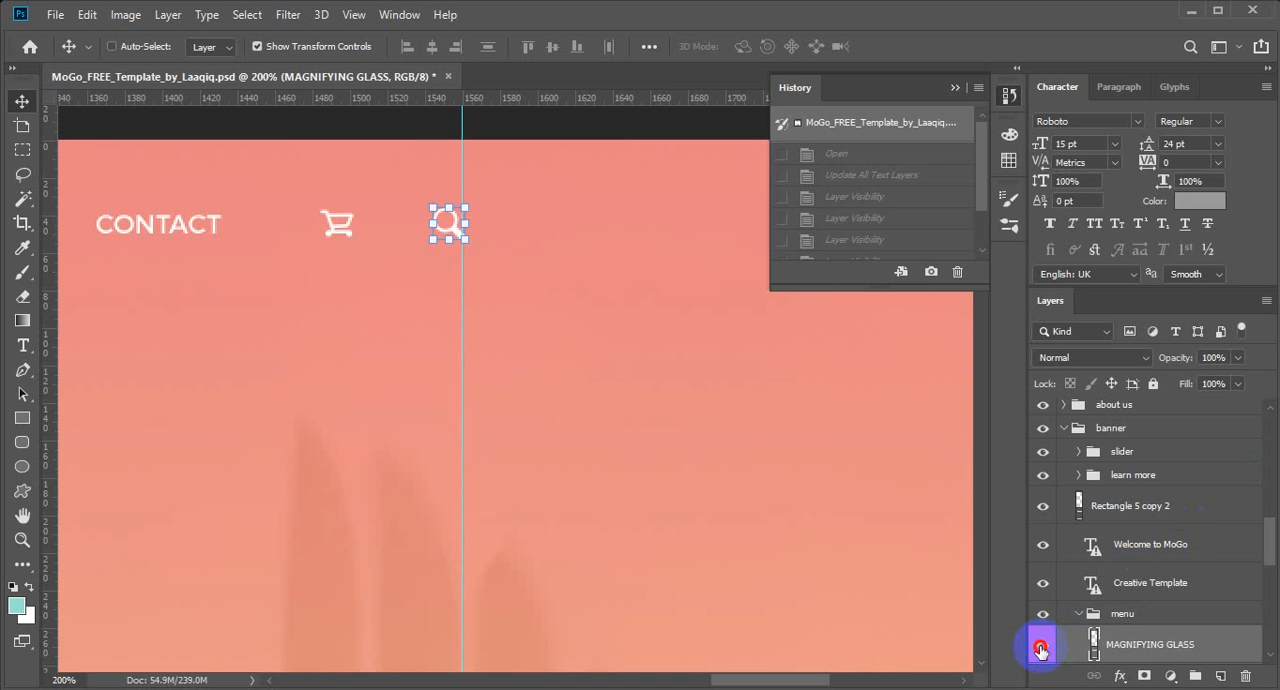 Ps File Edit Image Layer Type Select Filter 3D View Window Help
Auto-Select: Layer Show Transform Controls 3D Mode:
MoGo_FREE_Template_by_Laaqiq.psd @ 200% (MAGNIFYING GLASS, RGB/8) *
1360 1380 1400 1420 1440 1460 1480 1500 1520 1540 1560 1580 1600 1620 1640 1660 1680 1700
CONTACT
History
MoGo_FREE_Template_by_Laaqiq....
Open
Update All Text Layers
Layer Visibility
Layer Visibility
Layer Visibility
Character Paragraph Glyphs
Roboto Regular
15 pt 24 pt
Metrics 0
100% 100%
0 pt Color:
English: UK Smooth
Layers
Kind
Normal Opacity: 100%
Lock: Fill: 100%
about us
banner
slider
learn more
Rectangle 5 copy 2
Welcome to MoGo
Creative Template
menu
MAGNIFYING GLASS
200% Doc: 54.9M/239.0M